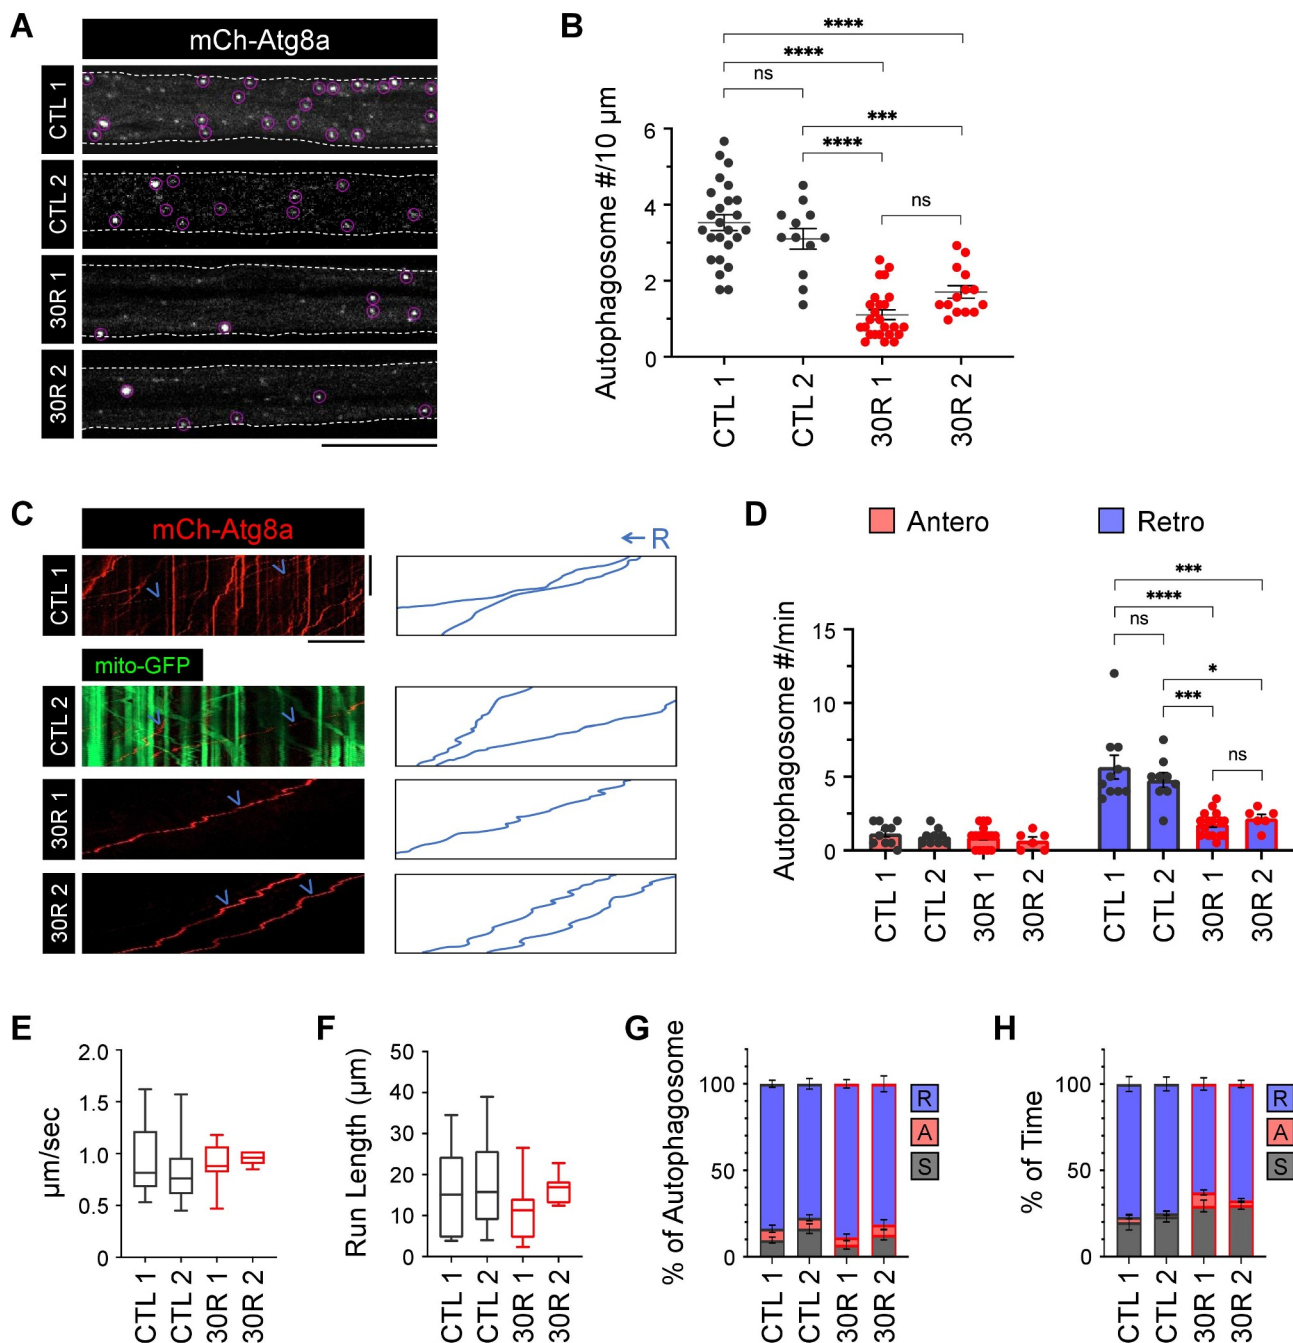 A
mCh-Atg8a
CTL 1
CTL 2
30R 1
30R 2
B
****
****
ns
***
****
ns
Autophagosome #/10 µm
6
4
2
0
CTL 1
CTL 2
30R 1
30R 2
C
mCh-Atg8a
← R
CTL 1
mito-GFP
CTL 2
30R 1
30R 2
D
Antero
Retro
***
****
ns
*
***
ns
Autophagosome #/min
15
10
5
0
CTL 1
CTL 2
30R 1
30R 2
CTL 1
CTL 2
30R 1
30R 2
E
µm/sec
2.0
1.5
1.0
0.5
0
CTL 1
CTL 2
30R 1
30R 2
F
Run Length (µm)
50
40
30
20
10
0
CTL 1
CTL 2
30R 1
30R 2
G
% of Autophagosome
100
50
0
R
A
S
CTL 1
CTL 2
30R 1
30R 2
H
% of Time
100
50
0
R
A
S
CTL 1
CTL 2
30R 1
30R 2